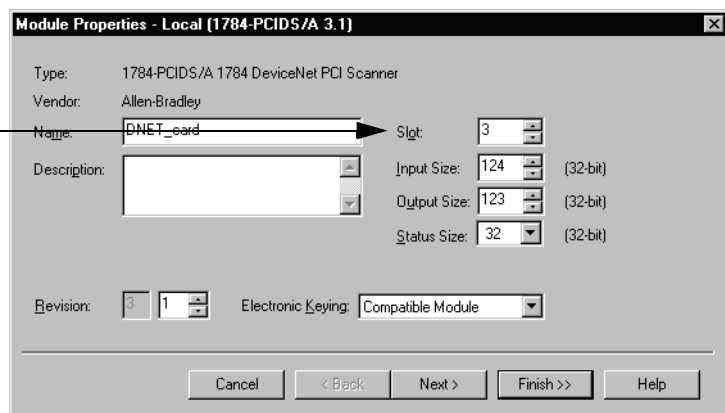 Module Properties - Local (1784-PCIDS/A 3.1)
Type: 1784-PCIDS/A 1784 DeviceNet PCI Scanner
Vendor: Allen-Bradley
Name: DNET_card Slot: 3
Description: Input Size: 124 (32-bit)
Output Size: 123 (32-bit)
Status Size: 32 (32-bit)
Revision: 3 1 Electronic Keying: Compatible Module
Cancel < Back Next > Finish >> Help